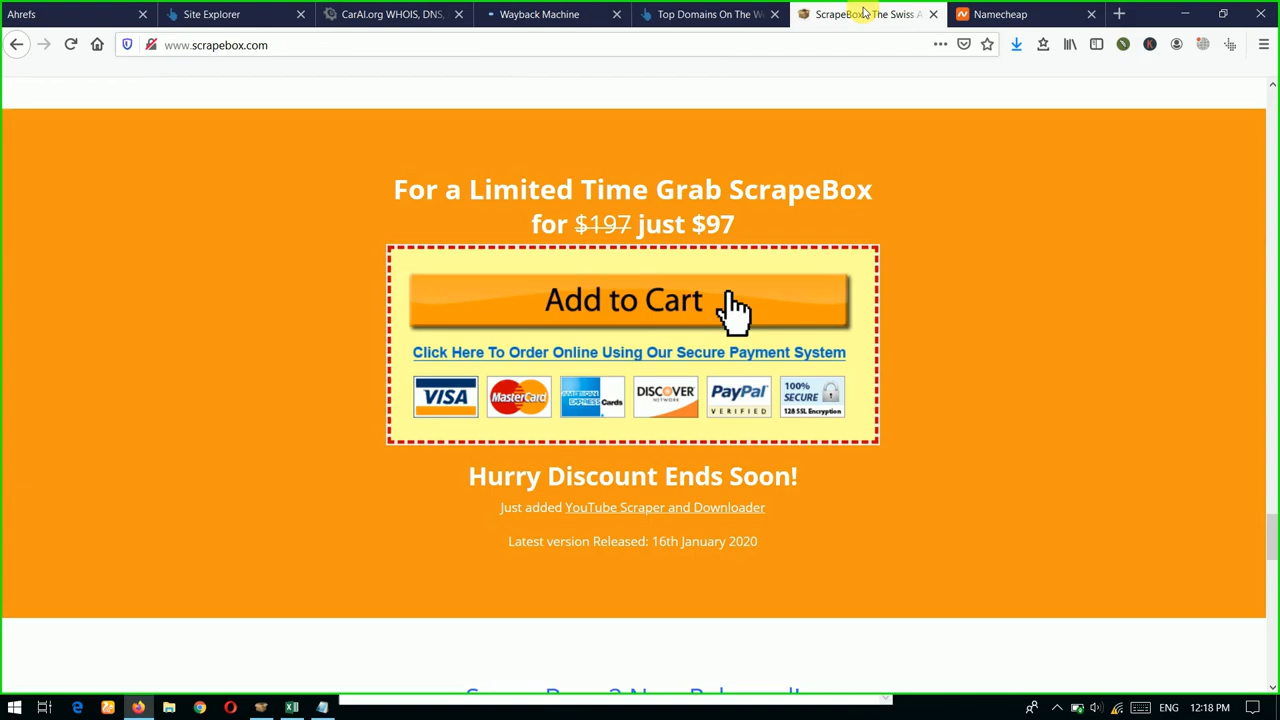 Ahrefs
Site Explorer
CarAI.org WHOIS, DNS,
Wayback Machine
Top Domains On The We
ScrapeBox The Swiss A
Namecheap
www.scrapebox.com
For a Limited Time Grab ScrapeBox
for $197 just $97
Add to Cart
Click Here To Order Online Using Our Secure Payment System
VISA
MasterCard
AMERICAN EXPRESS Cards
DISCOVER
NETWORK
PayPal
VERIFIED
100%
SECURE
128 SSL Encryption
Hurry Discount Ends Soon!
Just added YouTube Scraper and Downloader
Latest version Released: 16th January 2020
ENG
12:18 PM